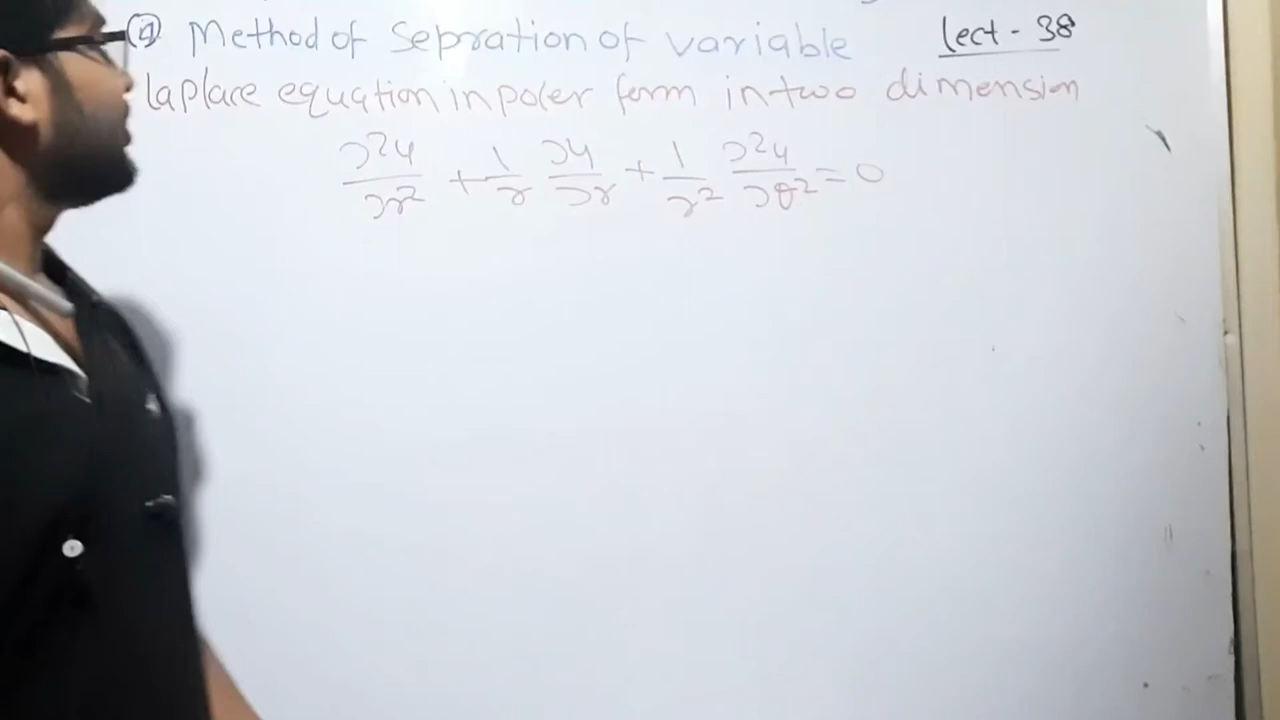 ④ Method of Sepration of variable Lect - 38
Laplace equation in poler form in two dimension
∂²u/∂r² + 1/r ∂u/∂r + 1/r² ∂²u/∂θ² = 0